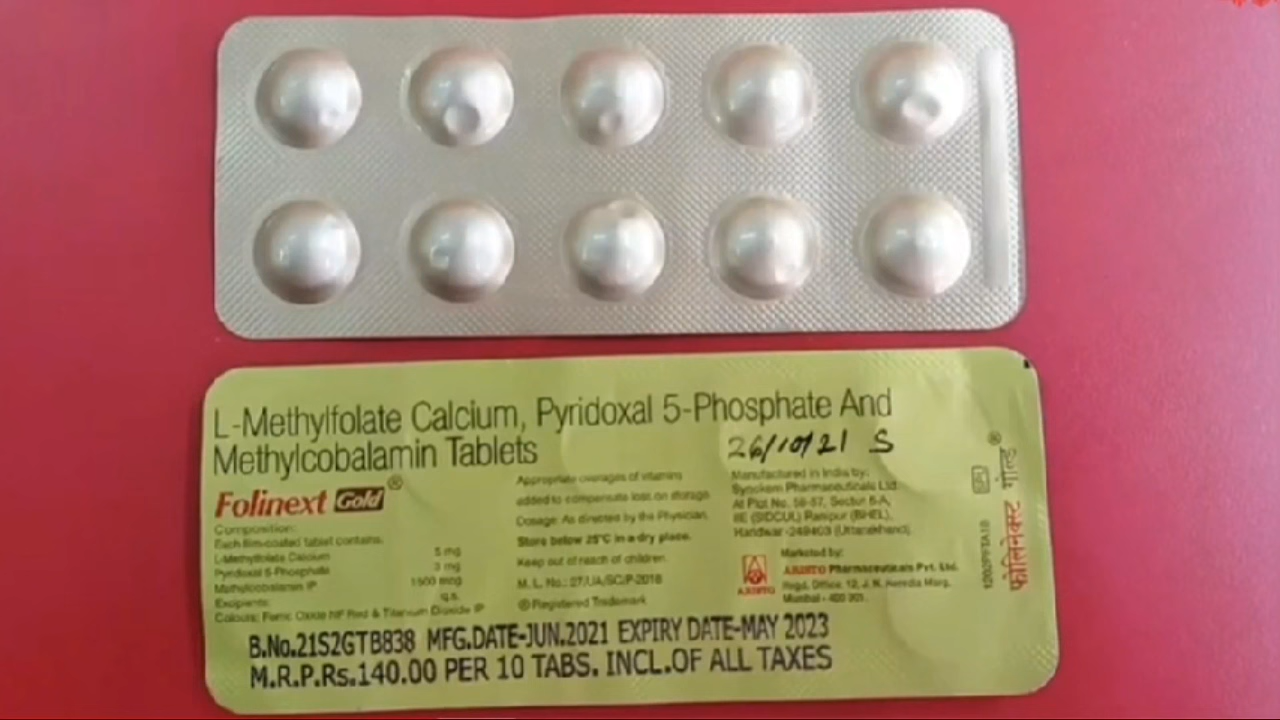 L-Methylfolate Calcium, Pyridoxal 5-Phosphate And
Methylcobalamin Tablets
26/10/21 S
Folinext Gold®
Composition:
Each film-coated tablet contains:
L-Methylfolate Calcium 5 mg
Pyridoxal 5-Phosphate 3 mg
Methylcobalamin IP 1500 mcg
Excipients: q.s.
Colours: Ferric Oxide NF Red & Titanium Dioxide IP
Appropriate overages of vitamins
added to compensate loss on storage.
Dosage: As directed by the Physician.
Store below 25°C in a dry place.
Keep out of reach of children.
M. L. No.: 27/UA/SC/P-2018
® Registered Trademark
Manufactured in India by:
Synokem Pharmaceuticals Ltd.
At Plot No. 56-57, Sector 6-A,
IIE (SIDCUL) Ranipur (BHEL),
Haridwar-249403 (Uttarakhand).
Marketed by:
ARISTO Pharmaceuticals Pvt. Ltd.
Regd. Office: 12, J. N. Heredia Marg,
Mumbai - 400 001.
ARISTO
B.No.21S2GTB838 MFG.DATE-JUN.2021 EXPIRY DATE-MAY 2023
M.R.P.Rs.140.00 PER 10 TABS. INCL.OF ALL TAXES
फोलिनेक्स्ट गोल्ड®